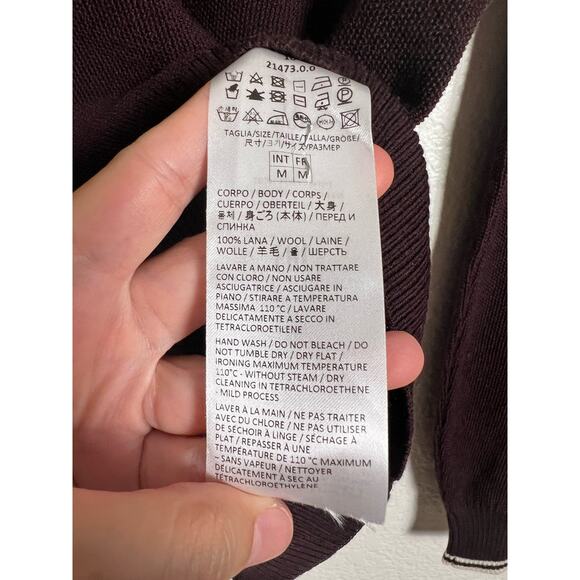 21473.0.0
TAGLIA/SIZE/TAILLE/TALLA/GRÖßE/
尺寸/크기/サイズ/РАЗМЕР
INT FR
M M
CORPO / BODY / CORPS /
CUERPO / OBERTEIL / 大身 /
몸체 / 身ごろ (本体) / ПЕРЕД И
СПИНКА
100% LANA / WOOL / LAINE /
WOLLE / 羊毛 / 울 / ШЕРСТЬ
LAVARE A MANO / NON TRATTARE
CON CLORO / NON USARE
ASCIUGATRICE / ASCIUGARE IN
PIANO / STIRARE A TEMPERATURA
MASSIMA 110°C / LAVARE
DELICATAMENTE A SECCO IN
TETRACLOROETILENE
HAND WASH / DO NOT BLEACH / DO
NOT TUMBLE DRY / DRY FLAT /
IRONING MAXIMUM TEMPERATURE
110°C - WITHOUT STEAM / DRY
CLEANING IN TETRACHLOROETHENE
- MILD PROCESS
LAVER À LA MAIN / NE PAS TRAITER
AVEC DU CHLORE / NE PAS UTILISER
DE SÉCHOIR À LINGE / SÉCHAGE À
PLAT / REPASSER À UNE
TEMPÉRATURE DE 110 °C MAXIMUM
– SANS VAPEUR / NETTOYER
DÉLICATEMENT À SEC AU
TÉTRACHLOROÉTHYLÈNE